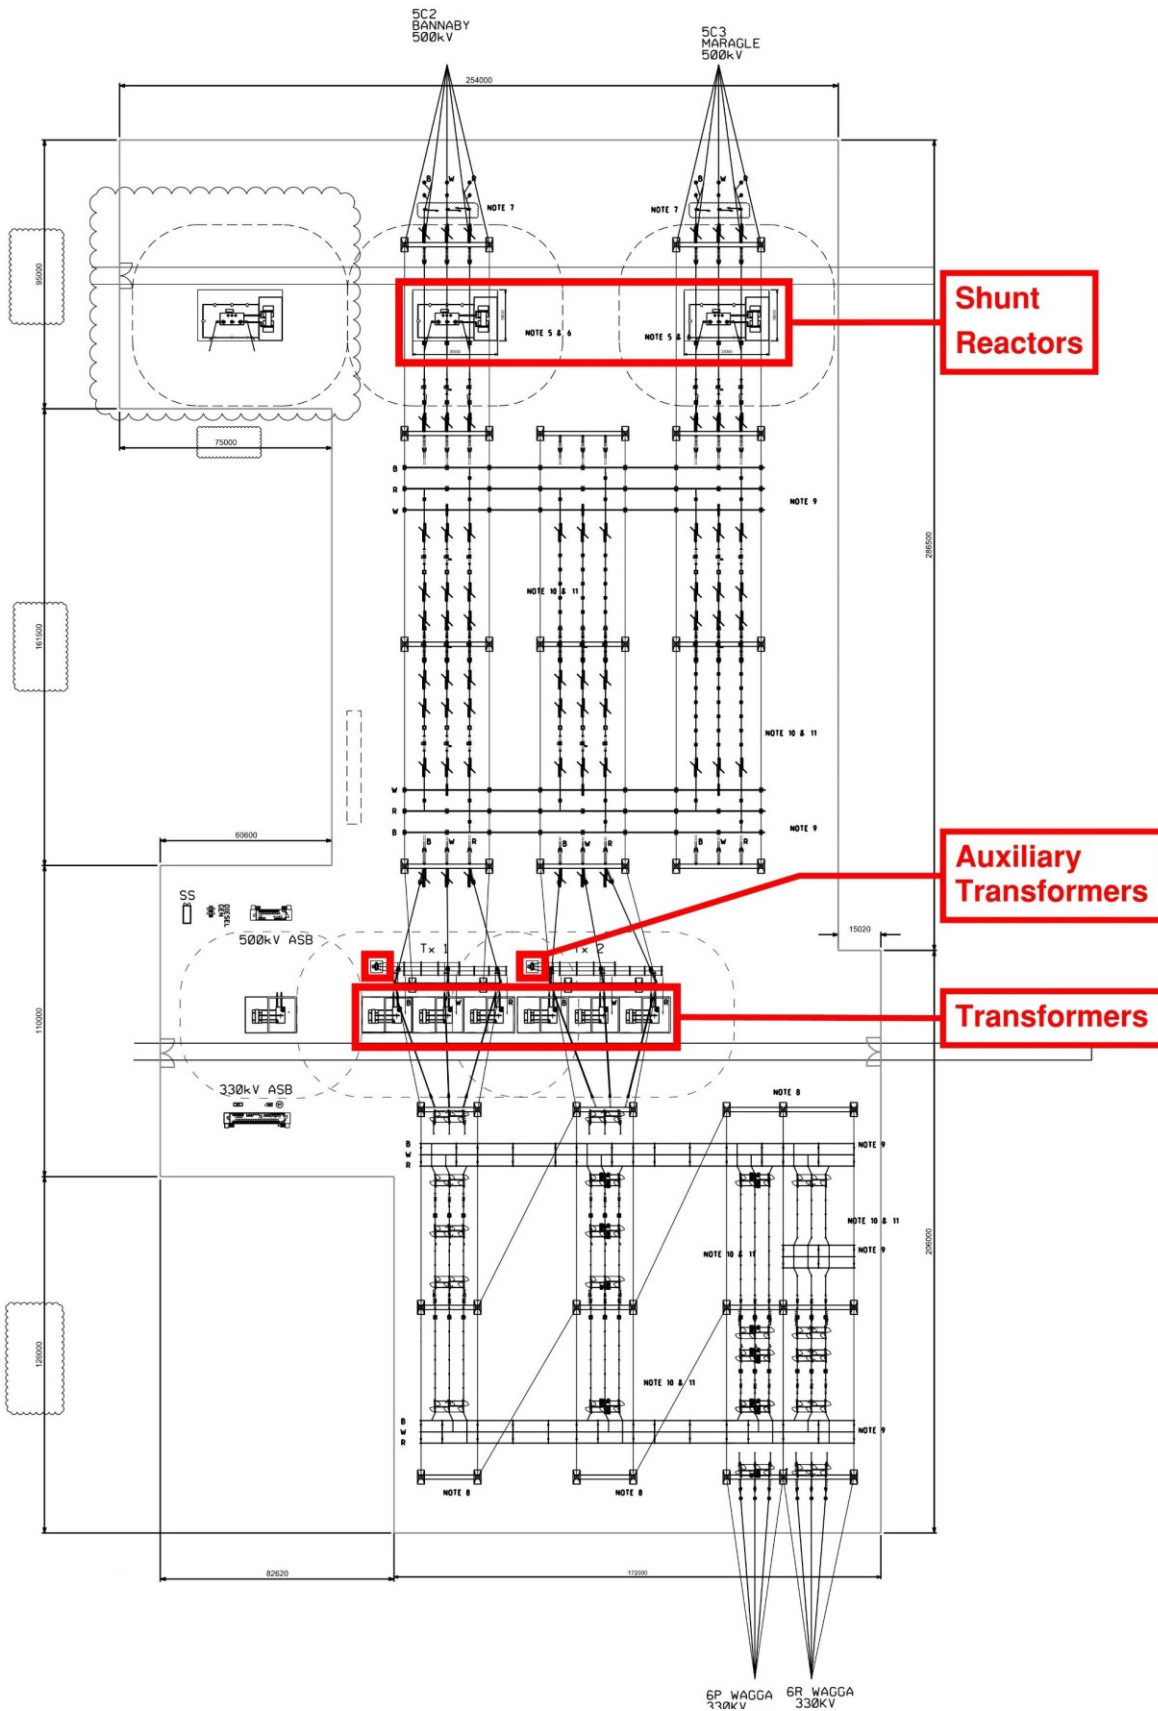 5C2
BANNABY
500kV
5C3
MARAGLE
500kV
254000
B W R
B W R
NOTE 7
NOTE 7
95000
Shunt
Reactors
NOTE 5 & 6
NOTE 5 &
75000
B
R
W
NOTE 9
286500
NOTE 10 & 11
161500
NOTE 10 & 11
W
R
B
NOTE 9
60600
B W R
B W R
B W R
Auxiliary
Transformers
SS
DIESEL
GEN
500kV ASB
15020
Tx 1
Tx 2
B W R
B W R
Transformers
110000
330kV ASB
NOTE 8
B
W
R
NOTE 9
NOTE 10 & 11
NOTE 10 & 11
NOTE 9
206000
126000
NOTE 10 & 11
B
W
R
NOTE 9
NOTE 8
NOTE 8
82620
172000
6P WAGGA
330KV
6R WAGGA
330KV